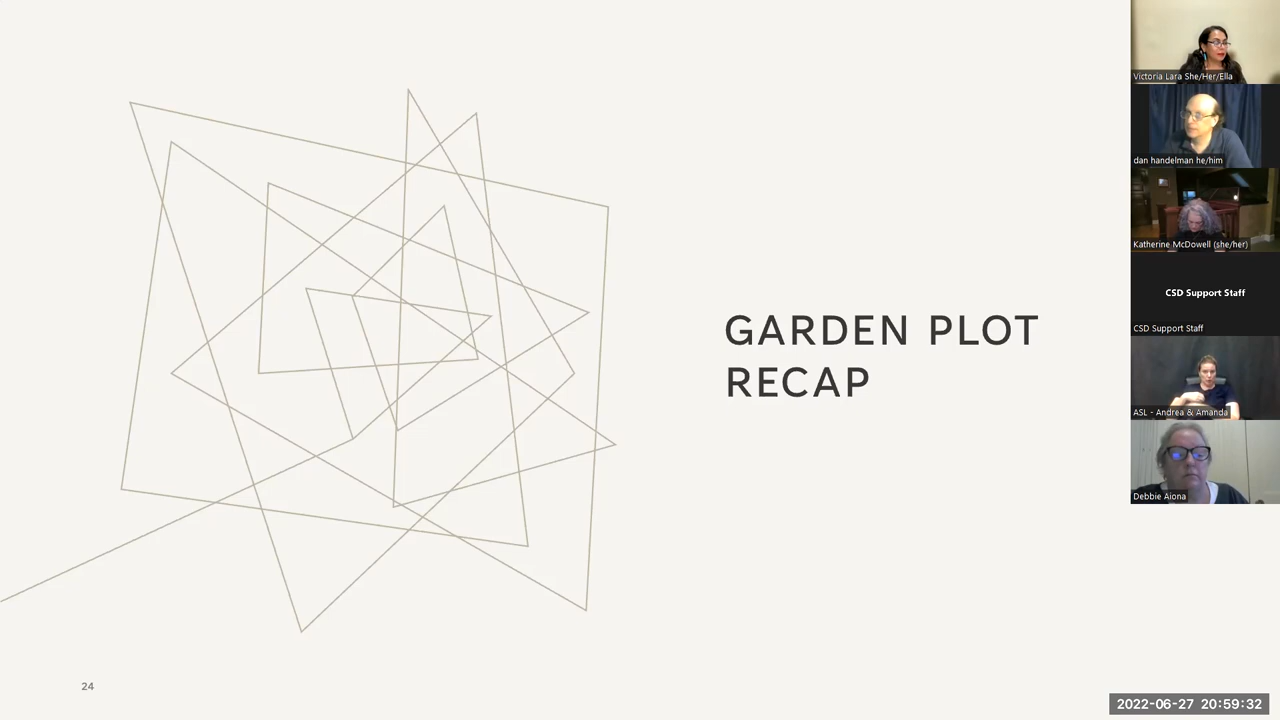 GARDEN PLOT
RECAP
24
Victoria Lara She/Her/Ella
dan handelman he/him
Katherine McDowell (she/her)
CSD Support Staff
CSD Support Staff
ASL - Andrea & Amanda
Debbie Aiona
2022-06-27 20:59:32